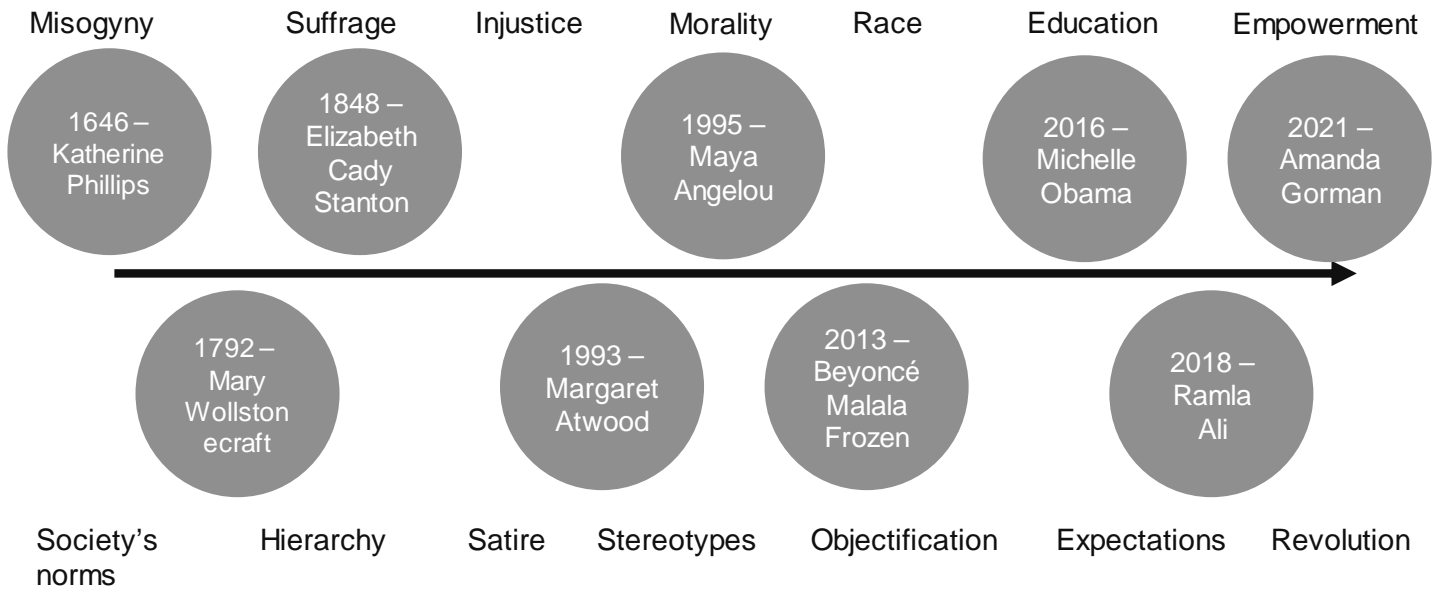 Misogyny Suffrage Injustice Morality Race Education Empowerment
1646 –
Katherine
Phillips
1848 –
Elizabeth
Cady
Stanton
1995 –
Maya
Angelou
2016 –
Michelle
Obama
2021 –
Amanda
Gorman
1792 –
Mary
Wollston
ecraft
1993 –
Margaret
Atwood
2013 –
Beyoncé
Malala
Frozen
2018 –
Ramla
Ali
Society’s Hierarchy Satire Stereotypes Objectification Expectations Revolution
norms